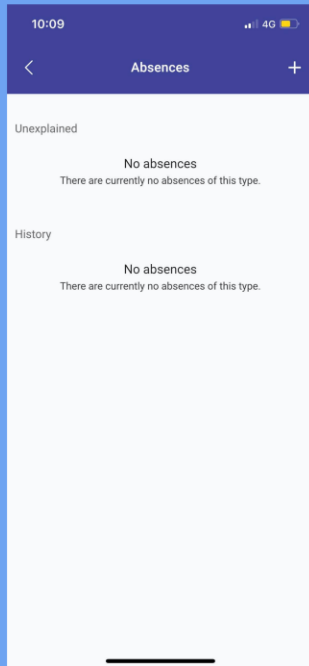 10:09
4G
Absences
Unexplained
No absences
There are currently no absences of this type.
History
No absences
There are currently no absences of this type.